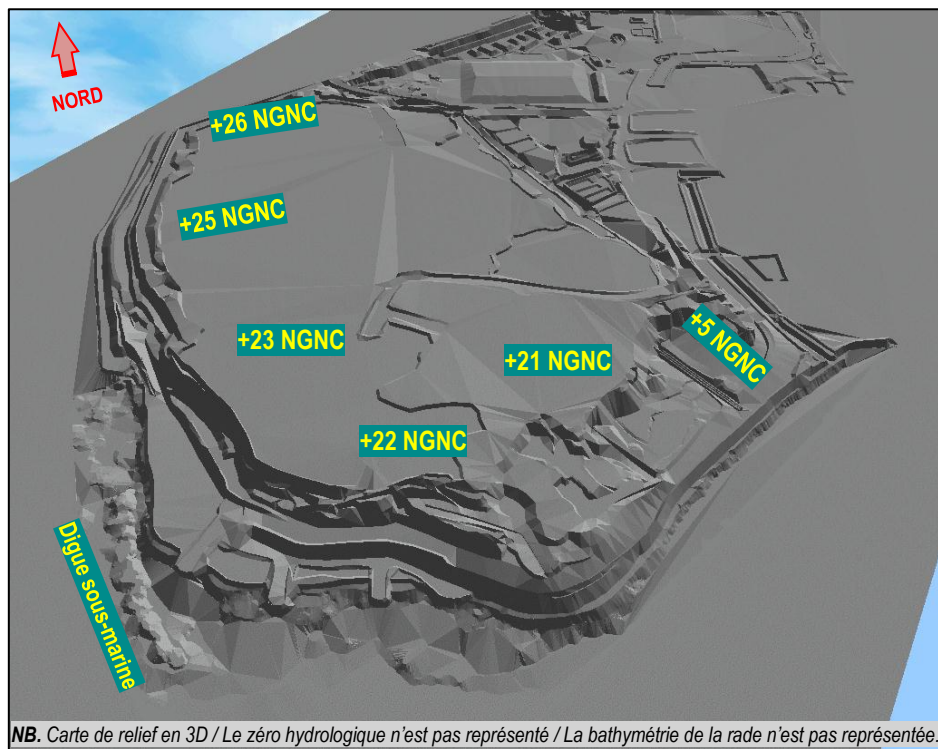 NORD
+26 NGNC
+25 NGNC
+23 NGNC
+21 NGNC
+5 NGNC
+22 NGNC
Digue sous-marine
NB. Carte de relief en 3D / Le zéro hydrologique n'est pas représenté / La bathymétrie de la rade n'est pas représentée.